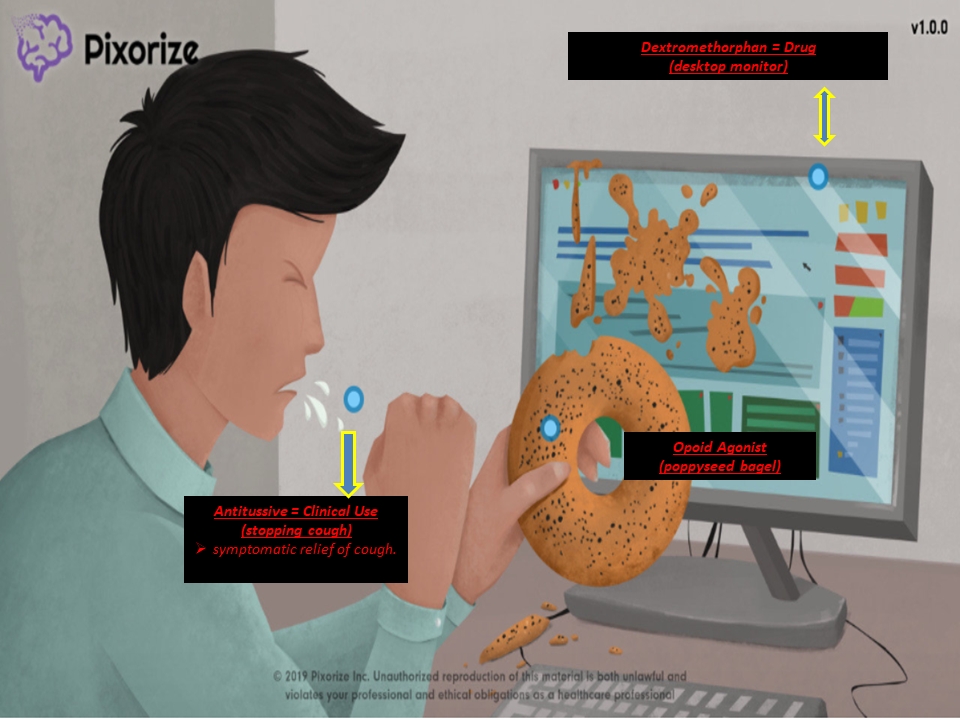 Pixorize
v1.0.0
Dextromethorphan = Drug
(desktop monitor)
Opoid Agonist
(poppyseed bagel)
Antitussive = Clinical Use
(stopping cough)
➢ symptomatic relief of cough.
© 2019 Pixorize Inc. Unauthorized reproduction of this material is both unlawful and
violates your professional and ethical obligations as a healthcare professional